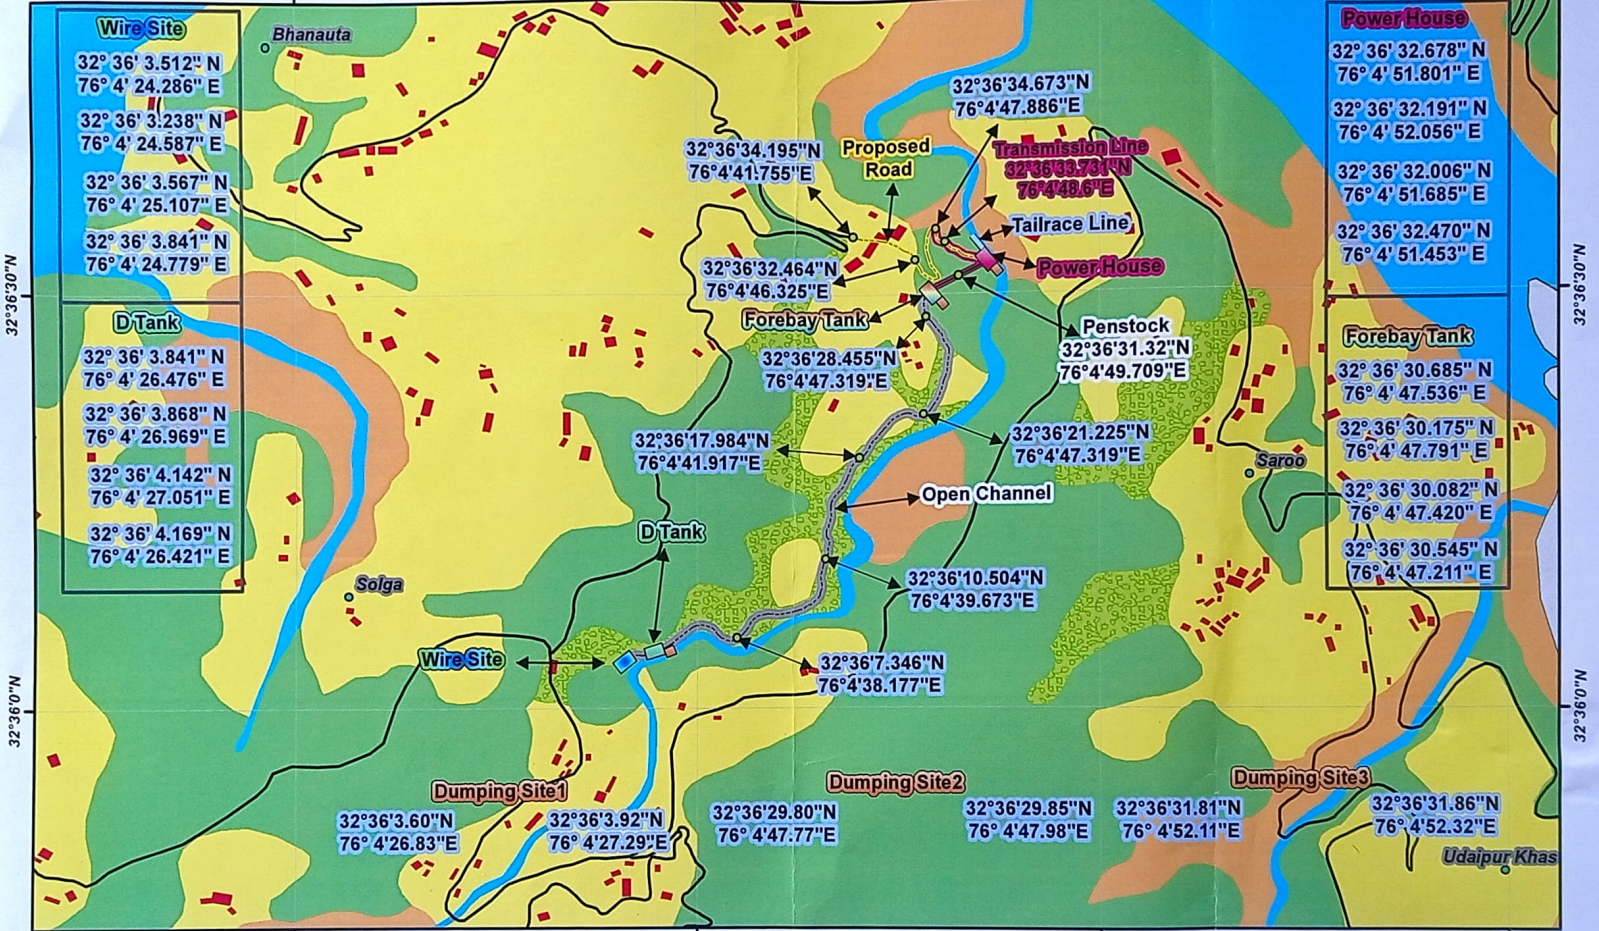 Wire Site
32° 36' 3.512" N
76° 4' 24.286" E
32° 36' 3.238" N
76° 4' 24.587" E
32° 36' 3.567" N
76° 4' 25.107" E
32° 36' 3.841" N
76° 4' 24.779" E
D Tank
32° 36' 3.841" N
76° 4' 26.476" E
32° 36' 3.868" N
76° 4' 26.969" E
32° 36' 4.142" N
76° 4' 27.051" E
32° 36' 4.169" N
76° 4' 26.421" E
Bhanauta
32°36'34.673"N
76°4'47.886"E
32°36'34.195"N
76°4'41.755"E
Proposed
Road
Transmission Line
32°36'33.731"N
76°4'48.6"E
Tailrace Line
Power House
32°36'32.464"N
76°4'46.325"E
Forebay Tank
Penstock
32°36'31.32"N
76°4'49.709"E
32°36'28.455"N
76°4'47.319"E
32°36'17.984"N
76°4'41.917"E
32°36'21.225"N
76°4'47.319"E
Open Channel
D Tank
Solga
32°36'10.504"N
76°4'39.673"E
Wire Site
32°36'7.346"N
76°4'38.177"E
Saroo
Power House
32° 36' 32.678" N
76° 4' 51.801" E
32° 36' 32.191" N
76° 4' 52.056" E
32° 36' 32.006" N
76° 4' 51.685" E
32° 36' 32.470" N
76° 4' 51.453" E
Forebay Tank
32° 36' 30.685" N
76° 4' 47.536" E
32° 36' 30.175" N
76° 4' 47.791" E
32° 36' 30.082" N
76° 4' 47.420" E
32° 36' 30.545" N
76° 4' 47.211" E
32°36'30"N
32°36'30"N
32°36'0"N
32°36'0"N
Dumping Site1
32°36'3.60"N
76° 4'26.83"E
32°36'3.92"N
76° 4'27.29"E
Dumping Site2
32°36'29.80"N
76° 4'47.77"E
32°36'29.85"N
76° 4'47.98"E
Dumping Site3
32°36'31.81"N
76° 4'52.11"E
32°36'31.86"N
76° 4'52.32"E
Udaipur Khas